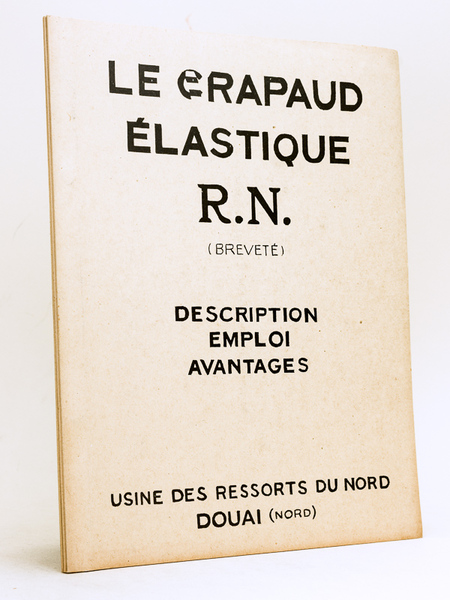 LE CRAPAUD
ÉLASTIQUE
R.N.
(BREVETÉ)
DESCRIPTION
EMPLOI
AVANTAGES
USINE DES RESSORTS DU NORD
DOUAI (NORD)